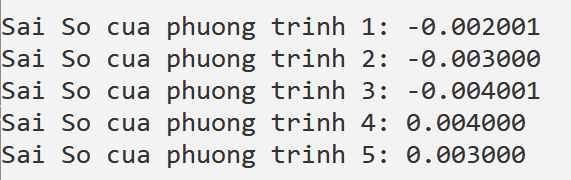 Sai So cua phuong trinh 1: -0.002001
Sai So cua phuong trinh 2: -0.003000
Sai So cua phuong trinh 3: -0.004001
Sai So cua phuong trinh 4: 0.004000
Sai So cua phuong trinh 5: 0.003000